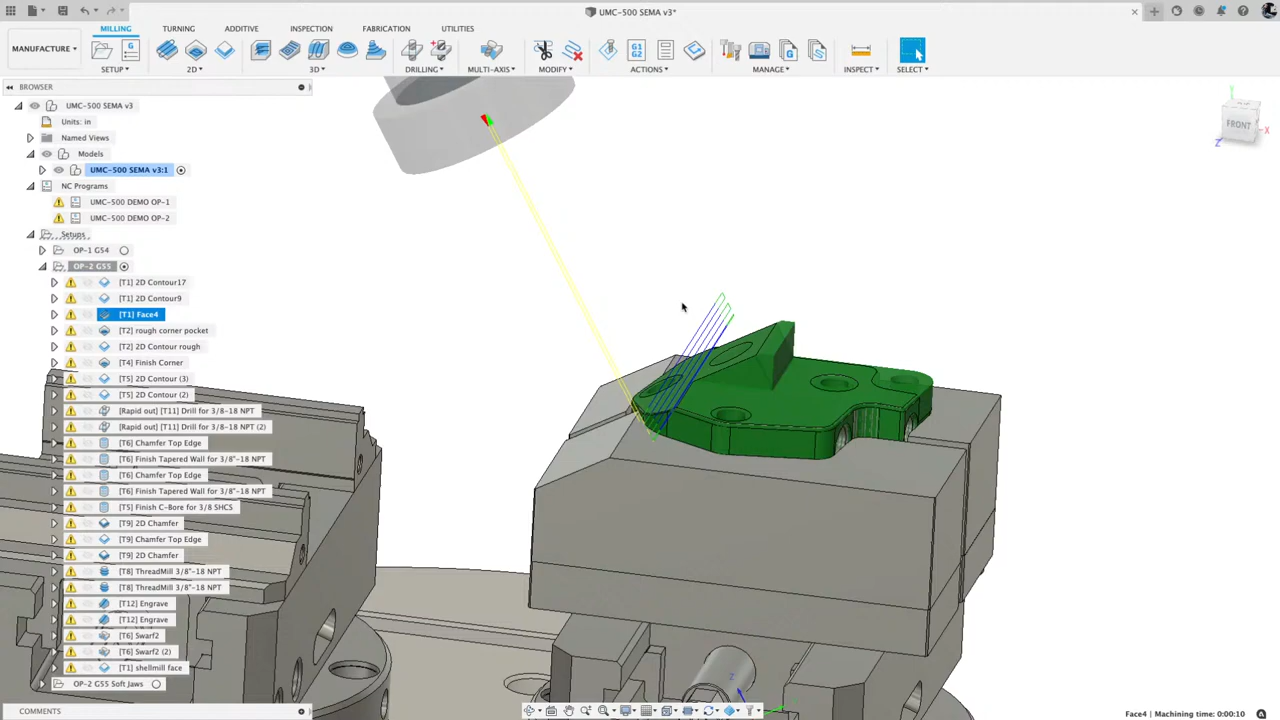 UMC-500 SEMA v3*
MILLING TURNING ADDITIVE INSPECTION FABRICATION UTILITIES
MANUFACTURE
G
G1
G2
G
SETUP 2D 3D DRILLING MULTI-AXIS MODIFY ACTIONS MANAGE INSPECT SELECT
BROWSER
UMC-500 SEMA v3
Units: in
Named Views
Models
UMC-500 SEMA v3:1
NC Programs
UMC-500 DEMO OP-1
UMC-500 DEMO OP-2
Setups
OP-1 G54
OP-2 G55
[T1] 2D Contour17
[T1] 2D Contour9
[T1] Face4
[T2] rough corner pocket
[T2] 2D Contour rough
[T4] Finish Corner
[T5] 2D Contour (3)
[T5] 2D Contour (2)
[Rapid out] [T11] Drill for 3/8-18 NPT
[Rapid out] [T11] Drill for 3/8-18 NPT (2)
[T6] Chamfer Top Edge
[T6] Finish Tapered Wall for 3/8"-18 NPT
[T6] Chamfer Top Edge
[T6] Finish Tapered Wall for 3/8"-18 NPT
[T5] Finish C-Bore for 3/8 SHCS
[T9] 2D Chamfer
[T9] Chamfer Top Edge
[T9] 2D Chamfer
[T8] ThreadMill 3/8"-18 NPT
[T8] ThreadMill 3/8"-18 NPT
[T12] Engrave
[T12] Engrave
[T6] Swarf2
[T6] Swarf2 (2)
[T1] shellmill face
OP-2 G55 Soft Jaws
COMMENTS
FRONT
X
Y
Z
Z
Face4 | Machining time: 0:00:10